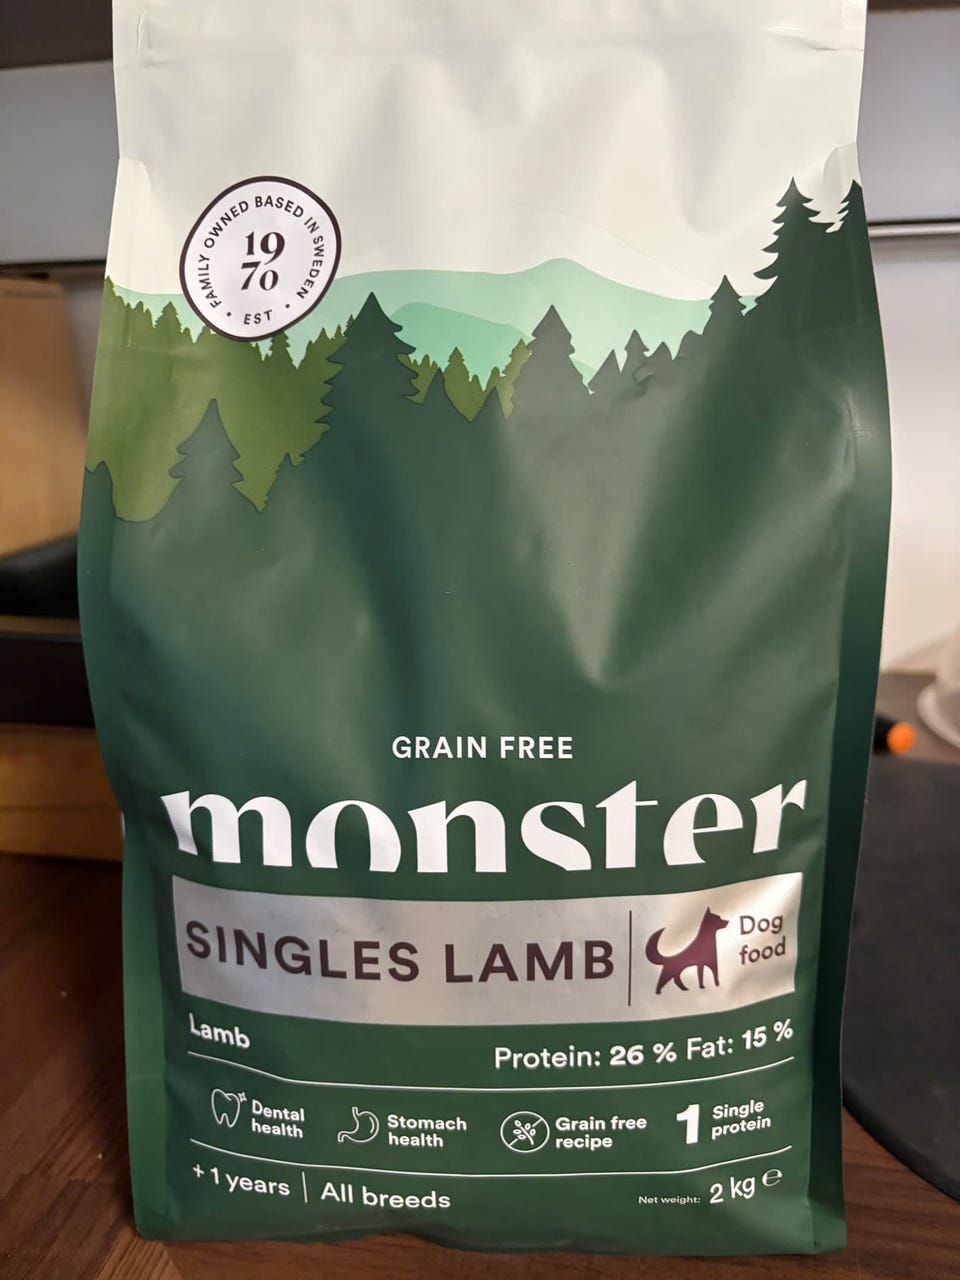 FAMILY OWNED BASED IN SWEDEN
19
70
• EST •
GRAIN FREE
monster
SINGLES LAMB
Dog
food
Lamb
Protein: 26 % Fat: 15 %
Dental
health
Stomach
health
Grain free
recipe
1 Single
protein
+ 1 years | All breeds
Net weight: 2 kg ℮